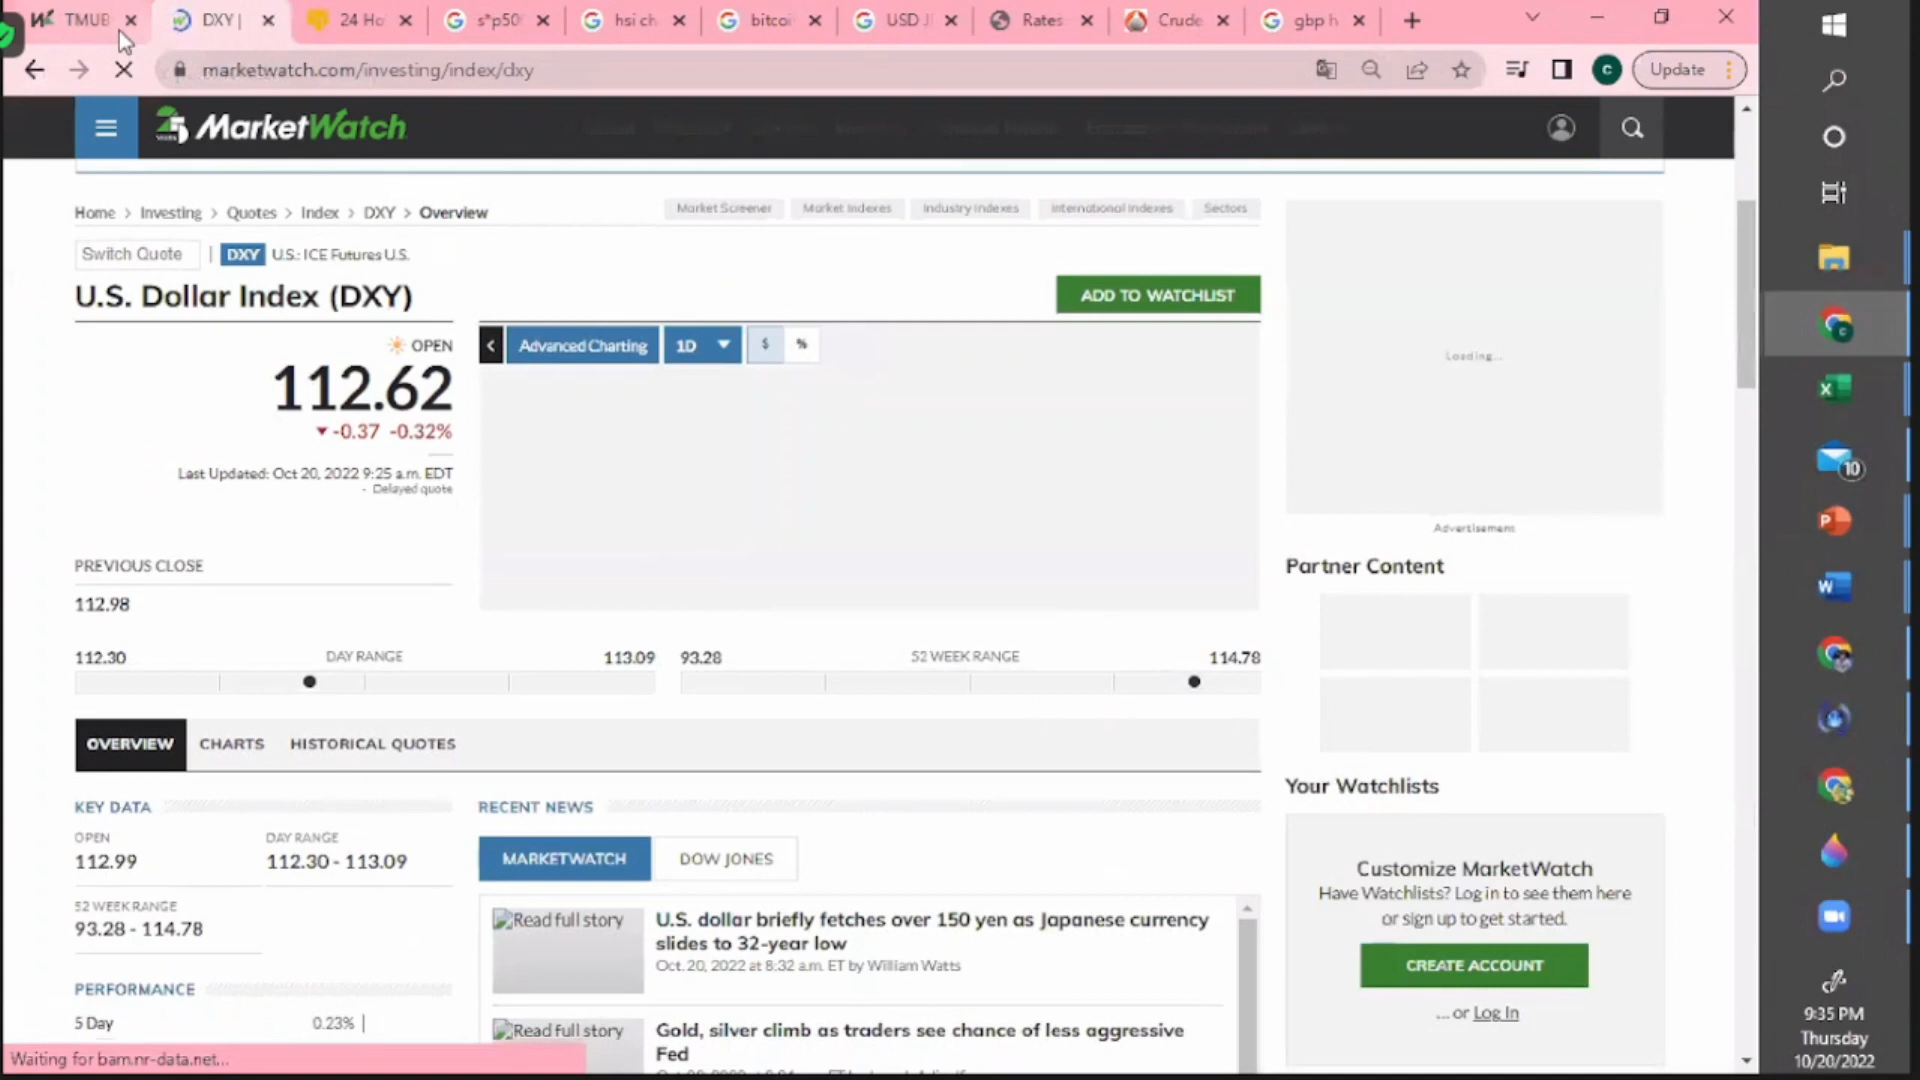 TMUB
DXY |
24 Ho
s*p50
hsi ch
bitcoi
USD J
Rates
Crude
gbp h
marketwatch.com/investing/index/dxy
Update
MarketWatch
Home > Investing > Quotes > Index > DXY > Overview
Market Screener
Market Indexes
Industry Indexes
International Indexes
Sectors
Switch Quote | DXY U.S.: ICE Futures U.S.
U.S. Dollar Index (DXY)
ADD TO WATCHLIST
OPEN
112.62
-0.37 -0.32%
Last Updated: Oct 20, 2022 9:25 a.m. EDT
- Delayed quote
< Advanced Charting 1D $ %
Loading...
Advertisement
PREVIOUS CLOSE
112.98
112.30 DAY RANGE 113.09
93.28 52 WEEK RANGE 114.78
Partner Content
OVERVIEW CHARTS HISTORICAL QUOTES
KEY DATA
OPEN
112.99
DAY RANGE
112.30 - 113.09
52 WEEK RANGE
93.28 - 114.78
PERFORMANCE
5 Day 0.23%
RECENT NEWS
MARKETWATCH DOW JONES
Read full story
U.S. dollar briefly fetches over 150 yen as Japanese currency
slides to 32-year low
Oct. 20, 2022 at 8:32 a.m. ET by William Watts
Read full story
Gold, silver climb as traders see chance of less aggressive
Fed
Your Watchlists
Customize MarketWatch
Have Watchlists? Log in to see them here
or sign up to get started.
CREATE ACCOUNT
... or Log In
Waiting for bam.nr-data.net...
10
9:35 PM
Thursday
10/20/2022